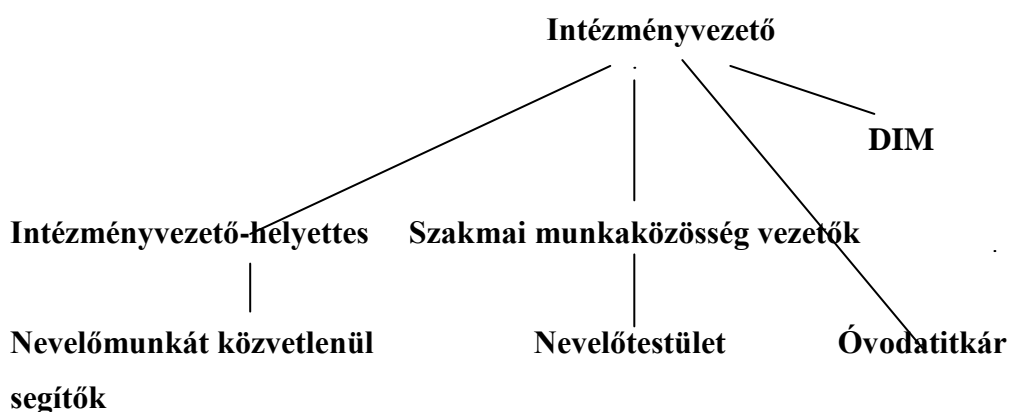 Intézményvezető
DIM
Intézményvezető-helyettes Szakmai munkaközösség vezetők
Nevelőmunkát közvetlenül Nevelőtestület Óvodatitkár
segítők